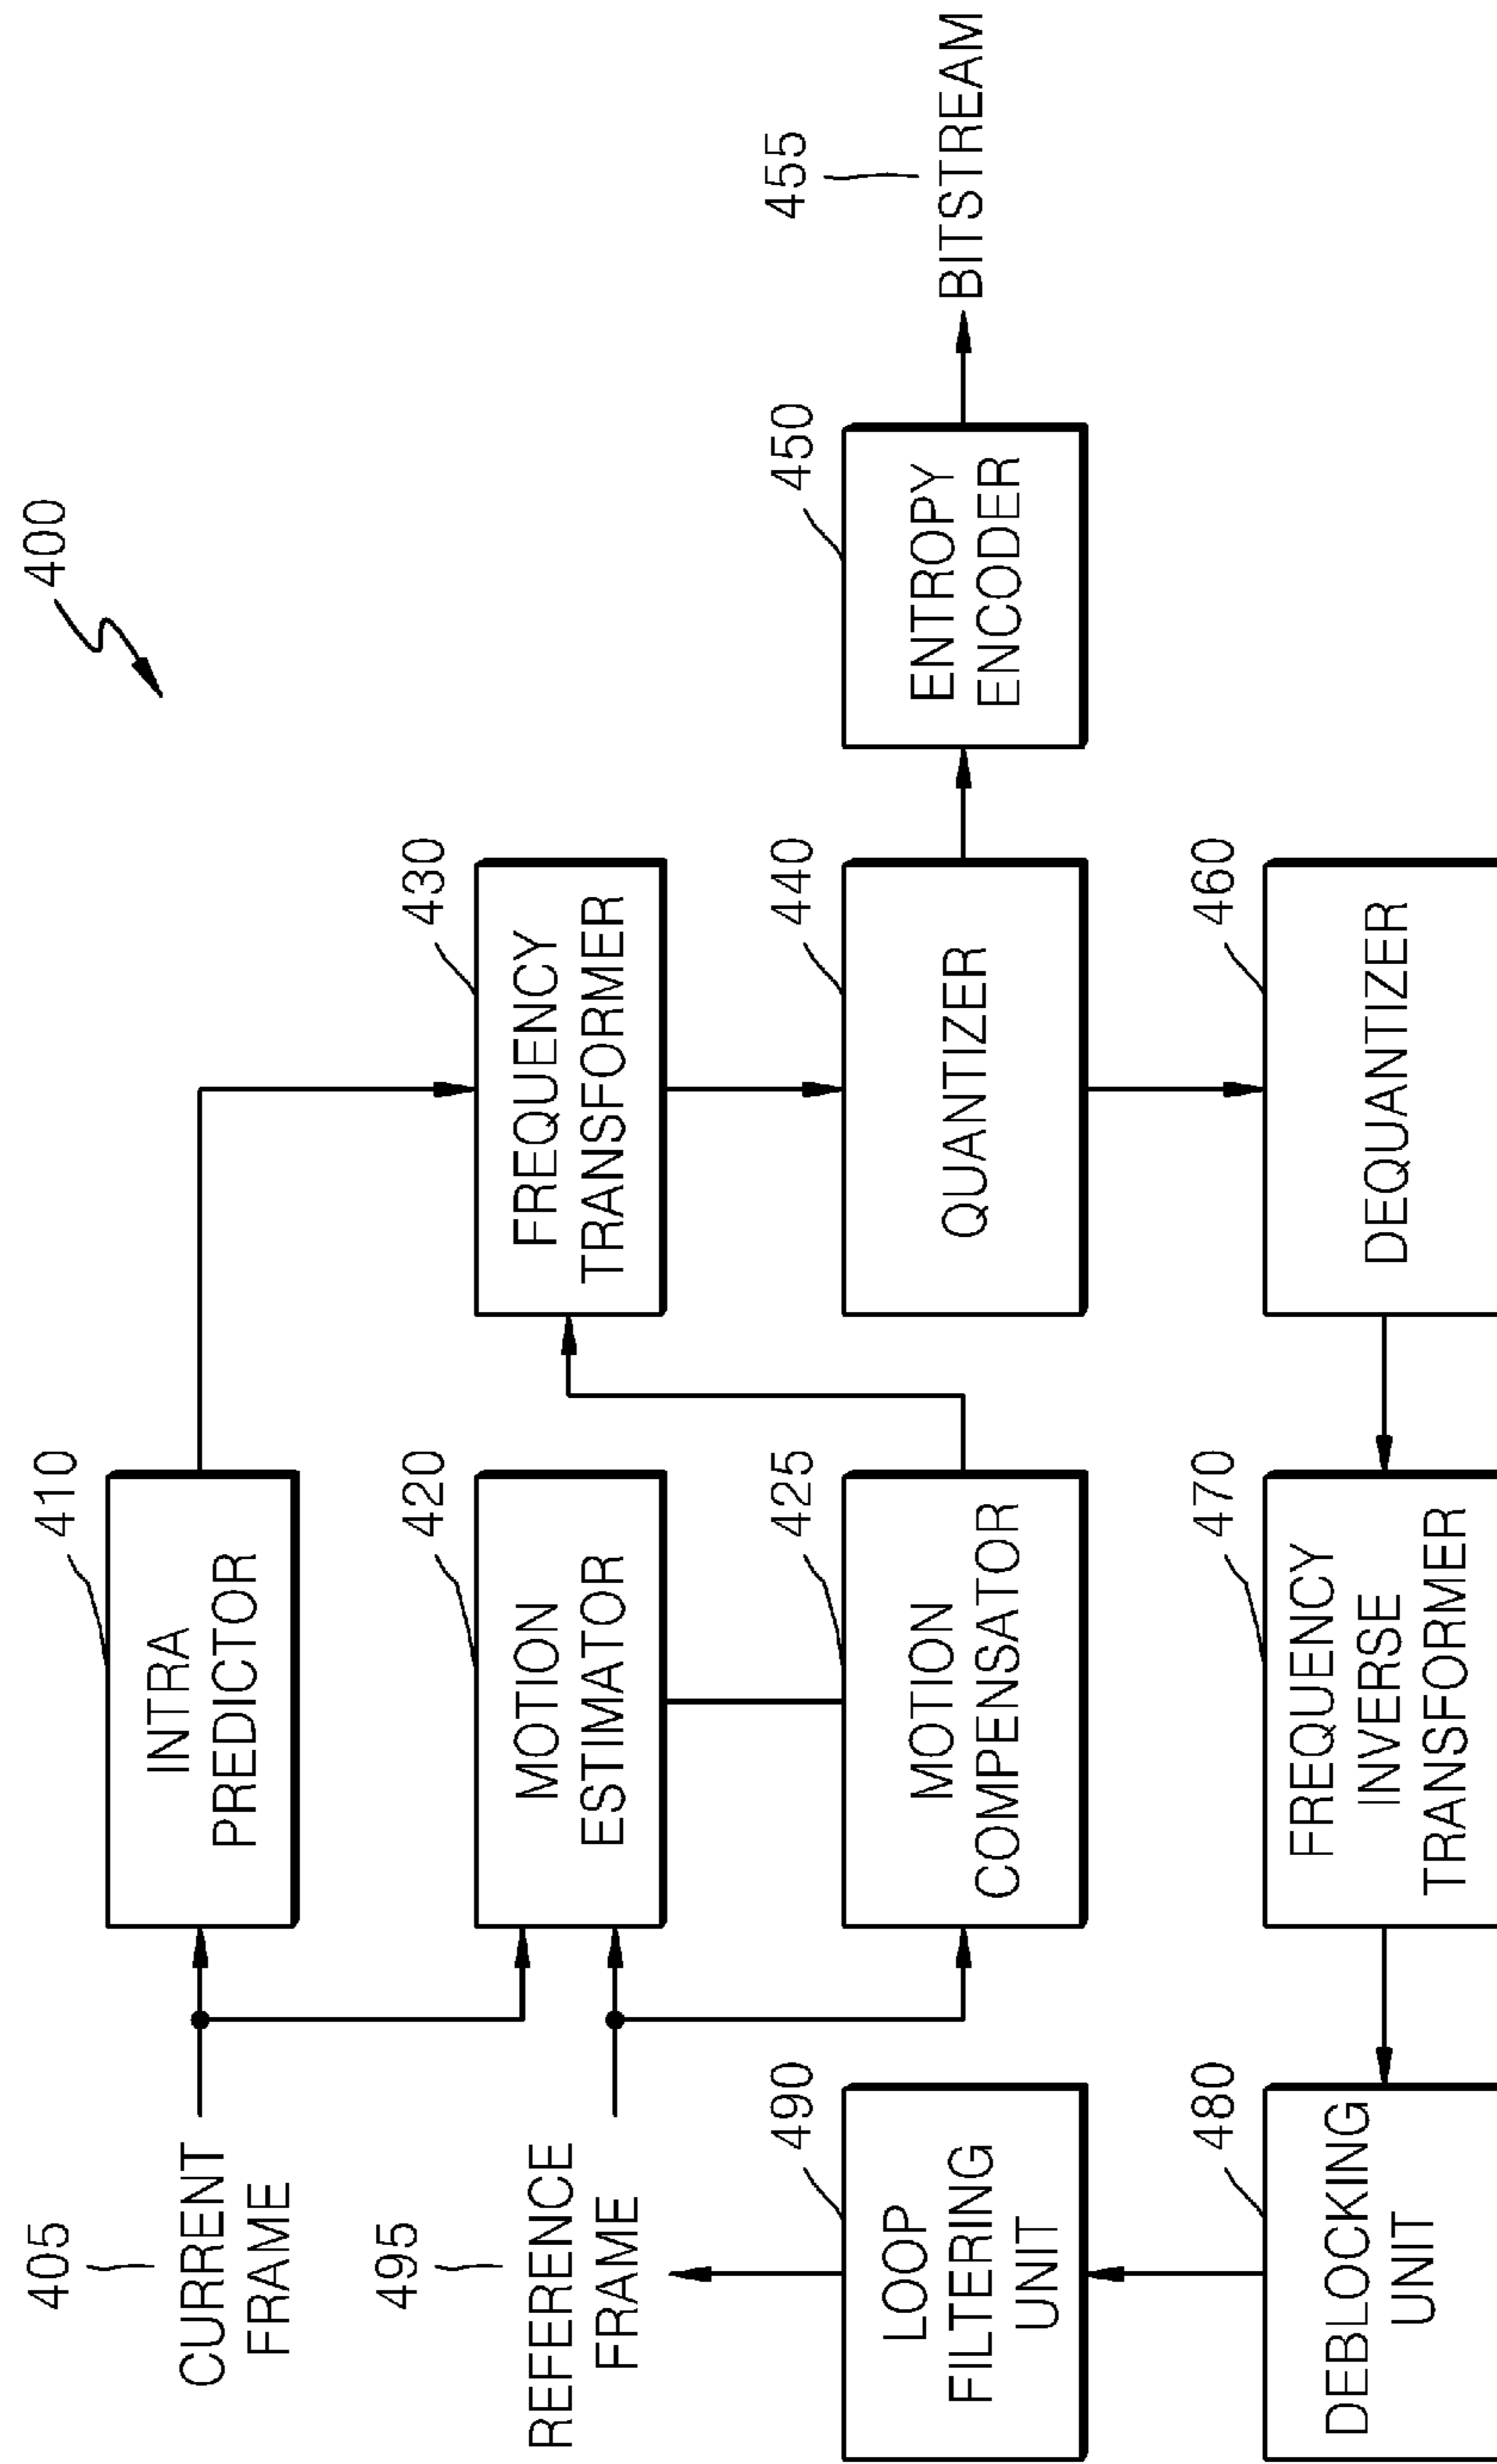 400
405
CURRENT
FRAME
410
INTRA
PREDICTOR
495
REFERENCE
FRAME
420
MOTION
ESTIMATOR
430
FREQUENCY
TRANSFORMER
490
LOOP
FILTERING
UNIT
425
MOTION
COMPENSATOR
440
QUANTIZER
450
ENTROPY
ENCODER
455
BITSTREAM
480
DEBLOCKING
UNIT
470
FREQUENCY
INVERSE
TRANSFORMER
460
DEQUANTIZER